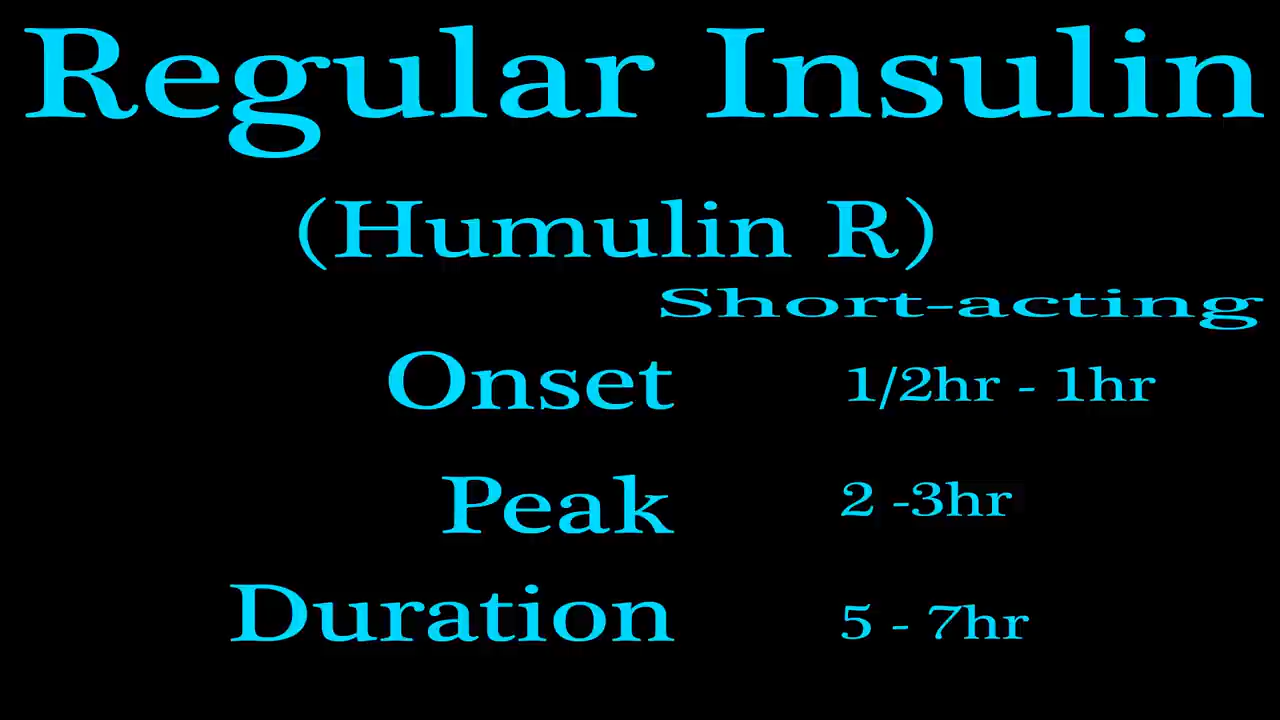 Regular Insulin
(Humulin R)
Short-acting
Onset 1/2hr - 1hr
Peak 2 -3hr
Duration 5 - 7hr